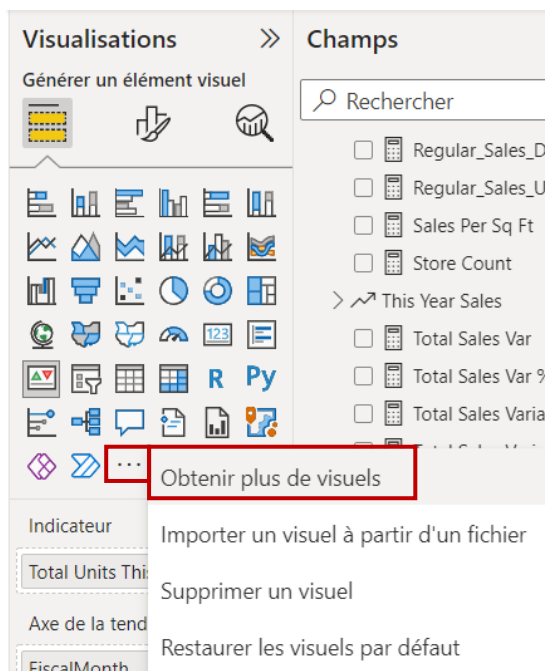 Visualisations
Champs
Générer un élément visuel
Rechercher
Regular_Sales_D
Regular_Sales_U
Sales Per Sq Ft
Store Count
This Year Sales
Total Sales Var
Total Sales Var %
Total Sales Varia
123
R Py
...
Obtenir plus de visuels
Importer un visuel à partir d'un fichier
Supprimer un visuel
Restaurer les visuels par défaut
Indicateur
Total Units This
Axe de la tend
FiscalMonth